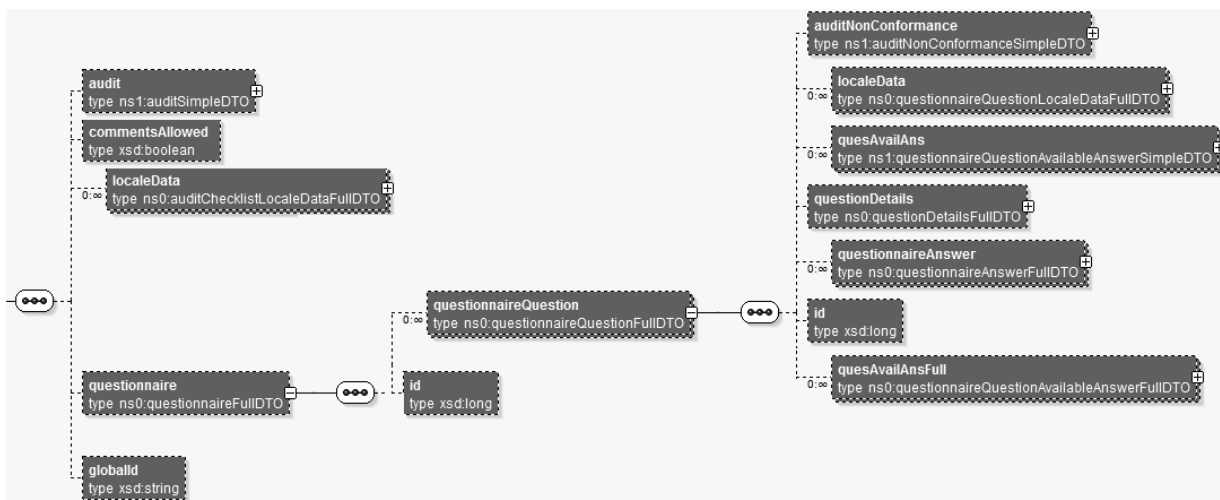 audit
type ns1:auditSimpleDTO
commentsAllowed
type xsd:boolean
localeData
0:∞
type ns0:auditChecklistLocaleDataFullDTO
questionnaire
type ns0:questionnaireFullDTO
globalId
type xsd:string
questionnaireQuestion
0:∞
type ns0:questionnaireQuestionFullDTO
id
type xsd:long
auditNonConformance
type ns1:auditNonConformanceSimpleDTO
localeData
0:∞
type ns0:questionnaireQuestionLocaleDataFullDTO
quesAvailAns
0:∞
type ns1:questionnaireQuestionAvailableAnswerSimpleDTO
questionDetails
type ns0:questionDetailsFullDTO
questionnaireAnswer
0:∞
type ns0:questionnaireAnswerFullDTO
id
type xsd:long
quesAvailAnsFull
0:∞
type ns0:questionnaireQuestionAvailableAnswerFullDTO